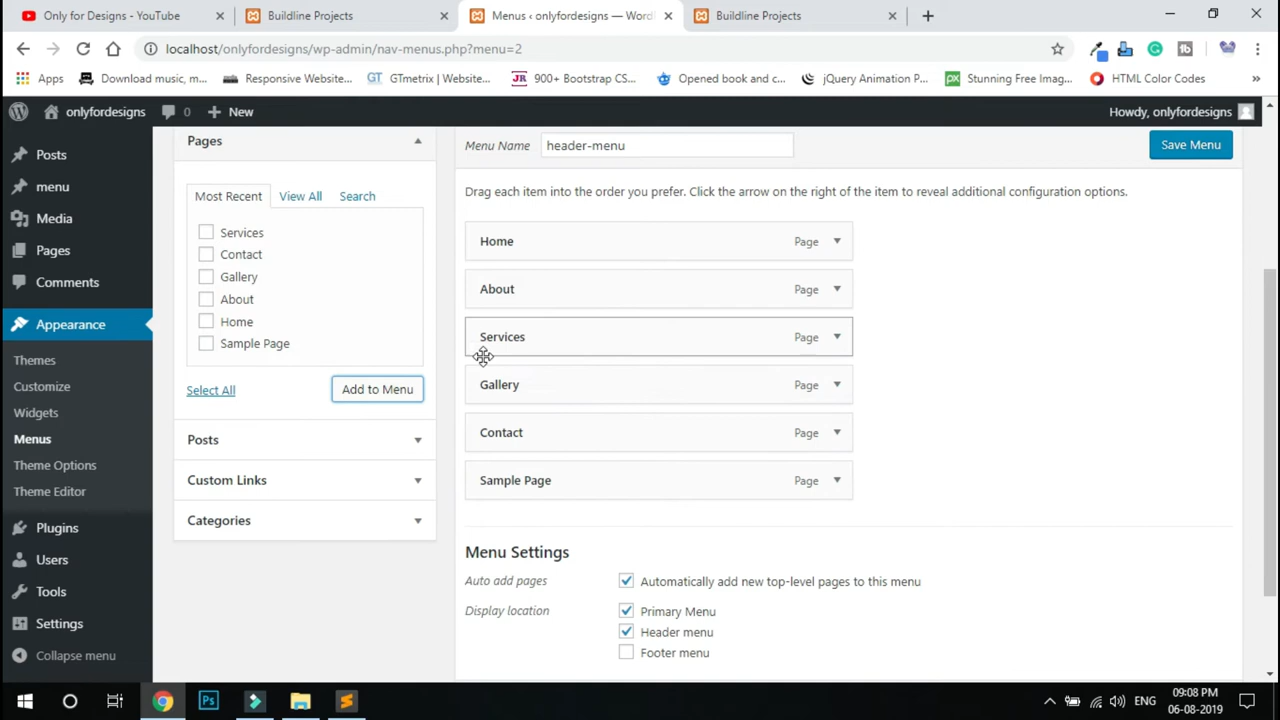 Only for Designs - YouTube
Buildline Projects
Menus ‹ onlyfordesigns — WordP
Buildline Projects
localhost/onlyfordesigns/wp-admin/nav-menus.php?menu=2
Apps
Download music, m...
Responsive Website...
GT GTmetrix | Website...
JR 900+ Bootstrap CS...
Opened book and c...
jQuery Animation P...
px Stunning Free Imag...
HTML Color Codes
»
onlyfordesigns
0
New
Howdy, onlyfordesigns
Posts
menu
Media
Pages
Comments
Appearance
Themes
Customize
Widgets
Menus
Theme Options
Theme Editor
Plugins
Users
Tools
Settings
Collapse menu
Pages
Most Recent
View All
Search
Services
Contact
Gallery
About
Home
Sample Page
Select All
Add to Menu
Posts
Custom Links
Categories
Menu Name
header-menu
Save Menu
Drag each item into the order you prefer. Click the arrow on the right of the item to reveal additional configuration options.
Home Page
About Page
Services Page
Gallery Page
Contact Page
Sample Page Page
Menu Settings
Auto add pages
Automatically add new top-level pages to this menu
Display location
Primary Menu
Header menu
Footer menu
Ps
ENG
09:08 PM
06-08-2019